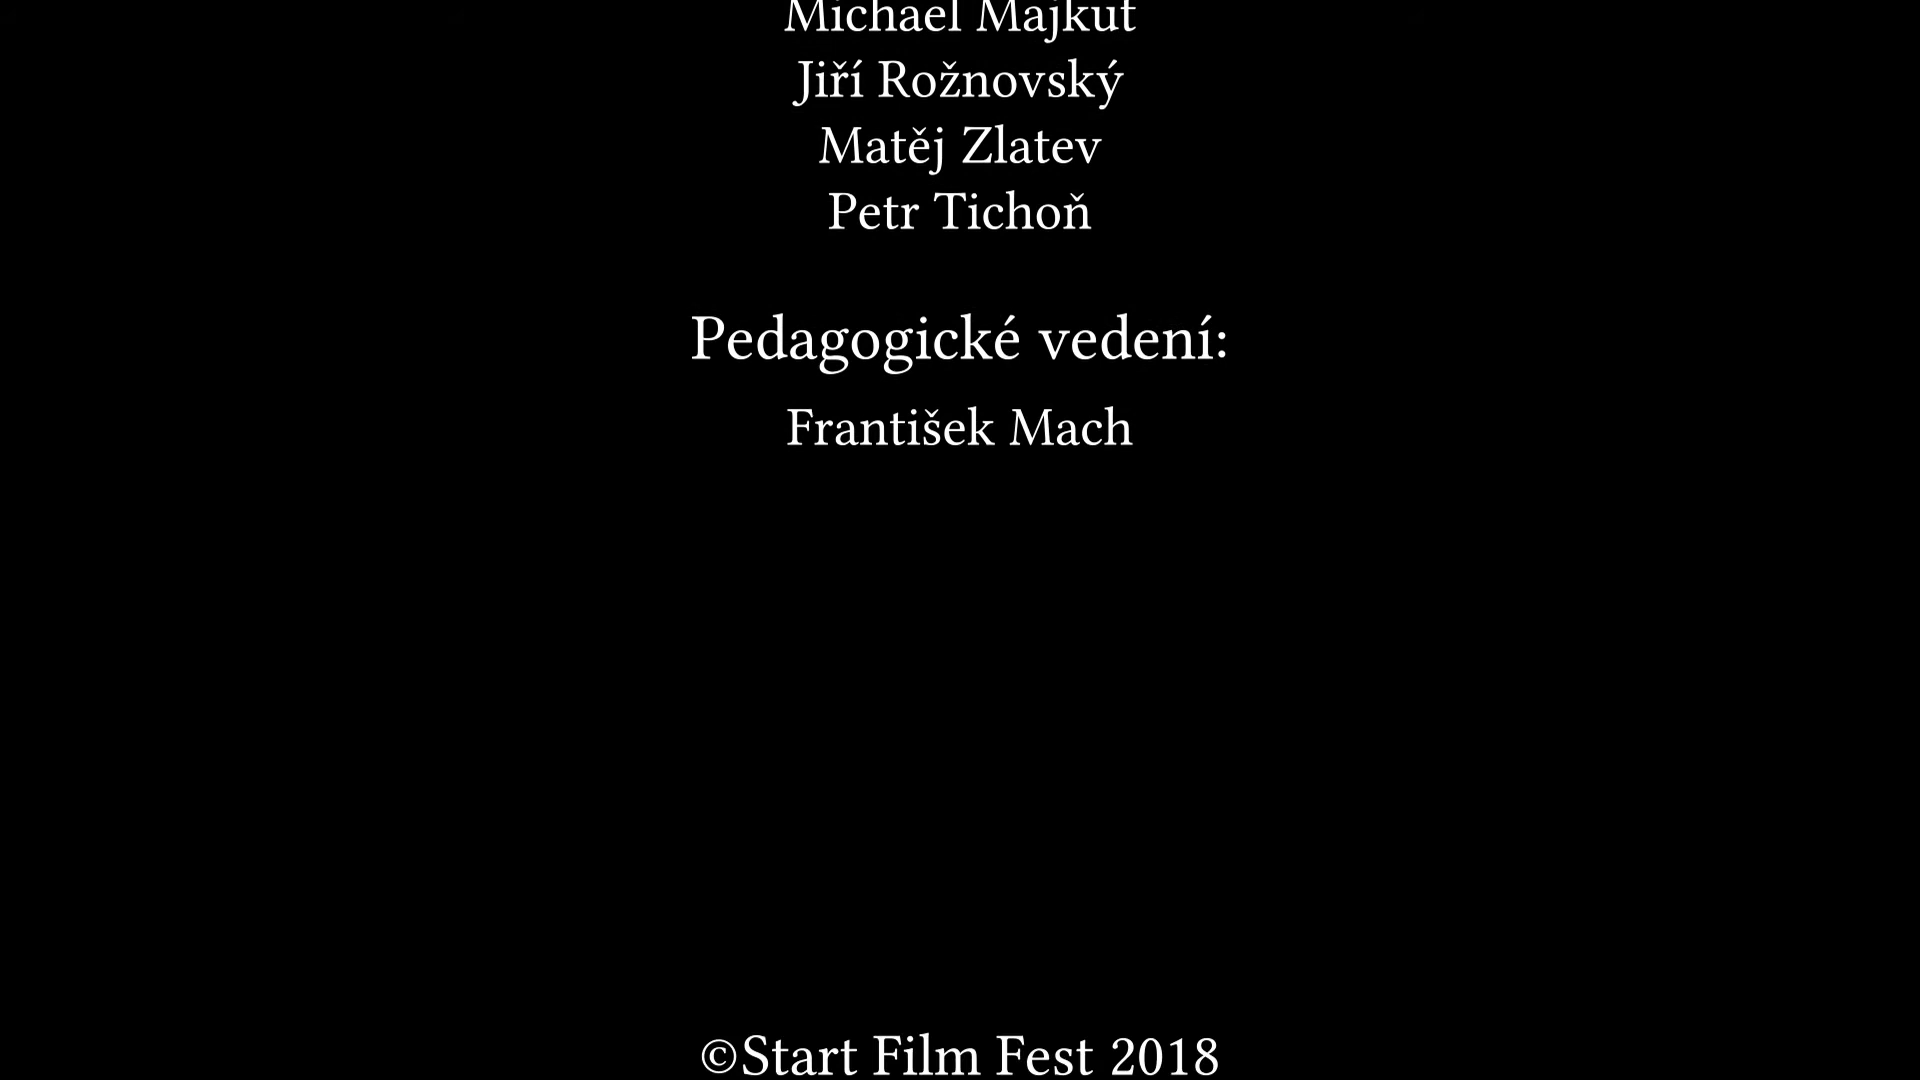 Michael Majkut
Jiří Rožnovský
Matěj Zlatev
Petr Tichoň
Pedagogické vedení:
František Mach
©Start Film Fest 2018